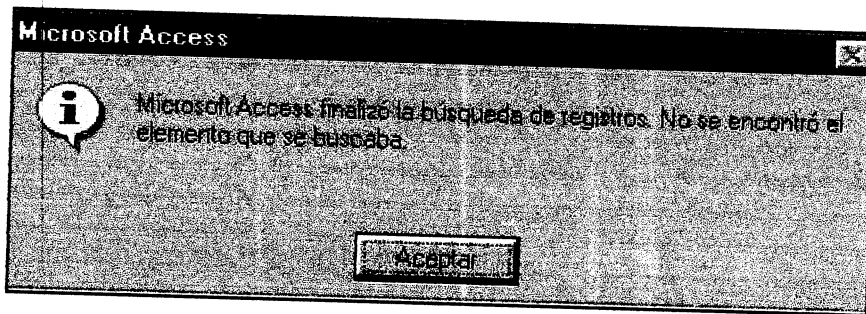 Microsoft Access
Microsoft Access finalizó la búsqueda de registros. No se encontró el
elemento que se buscaba.
Aceptar